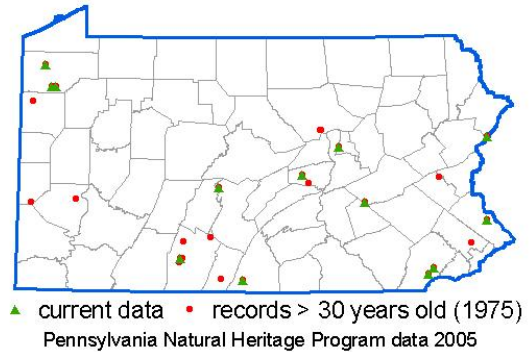 current data records > 30 years old (1975)
Pennsylvania Natural Heritage Program data 2005